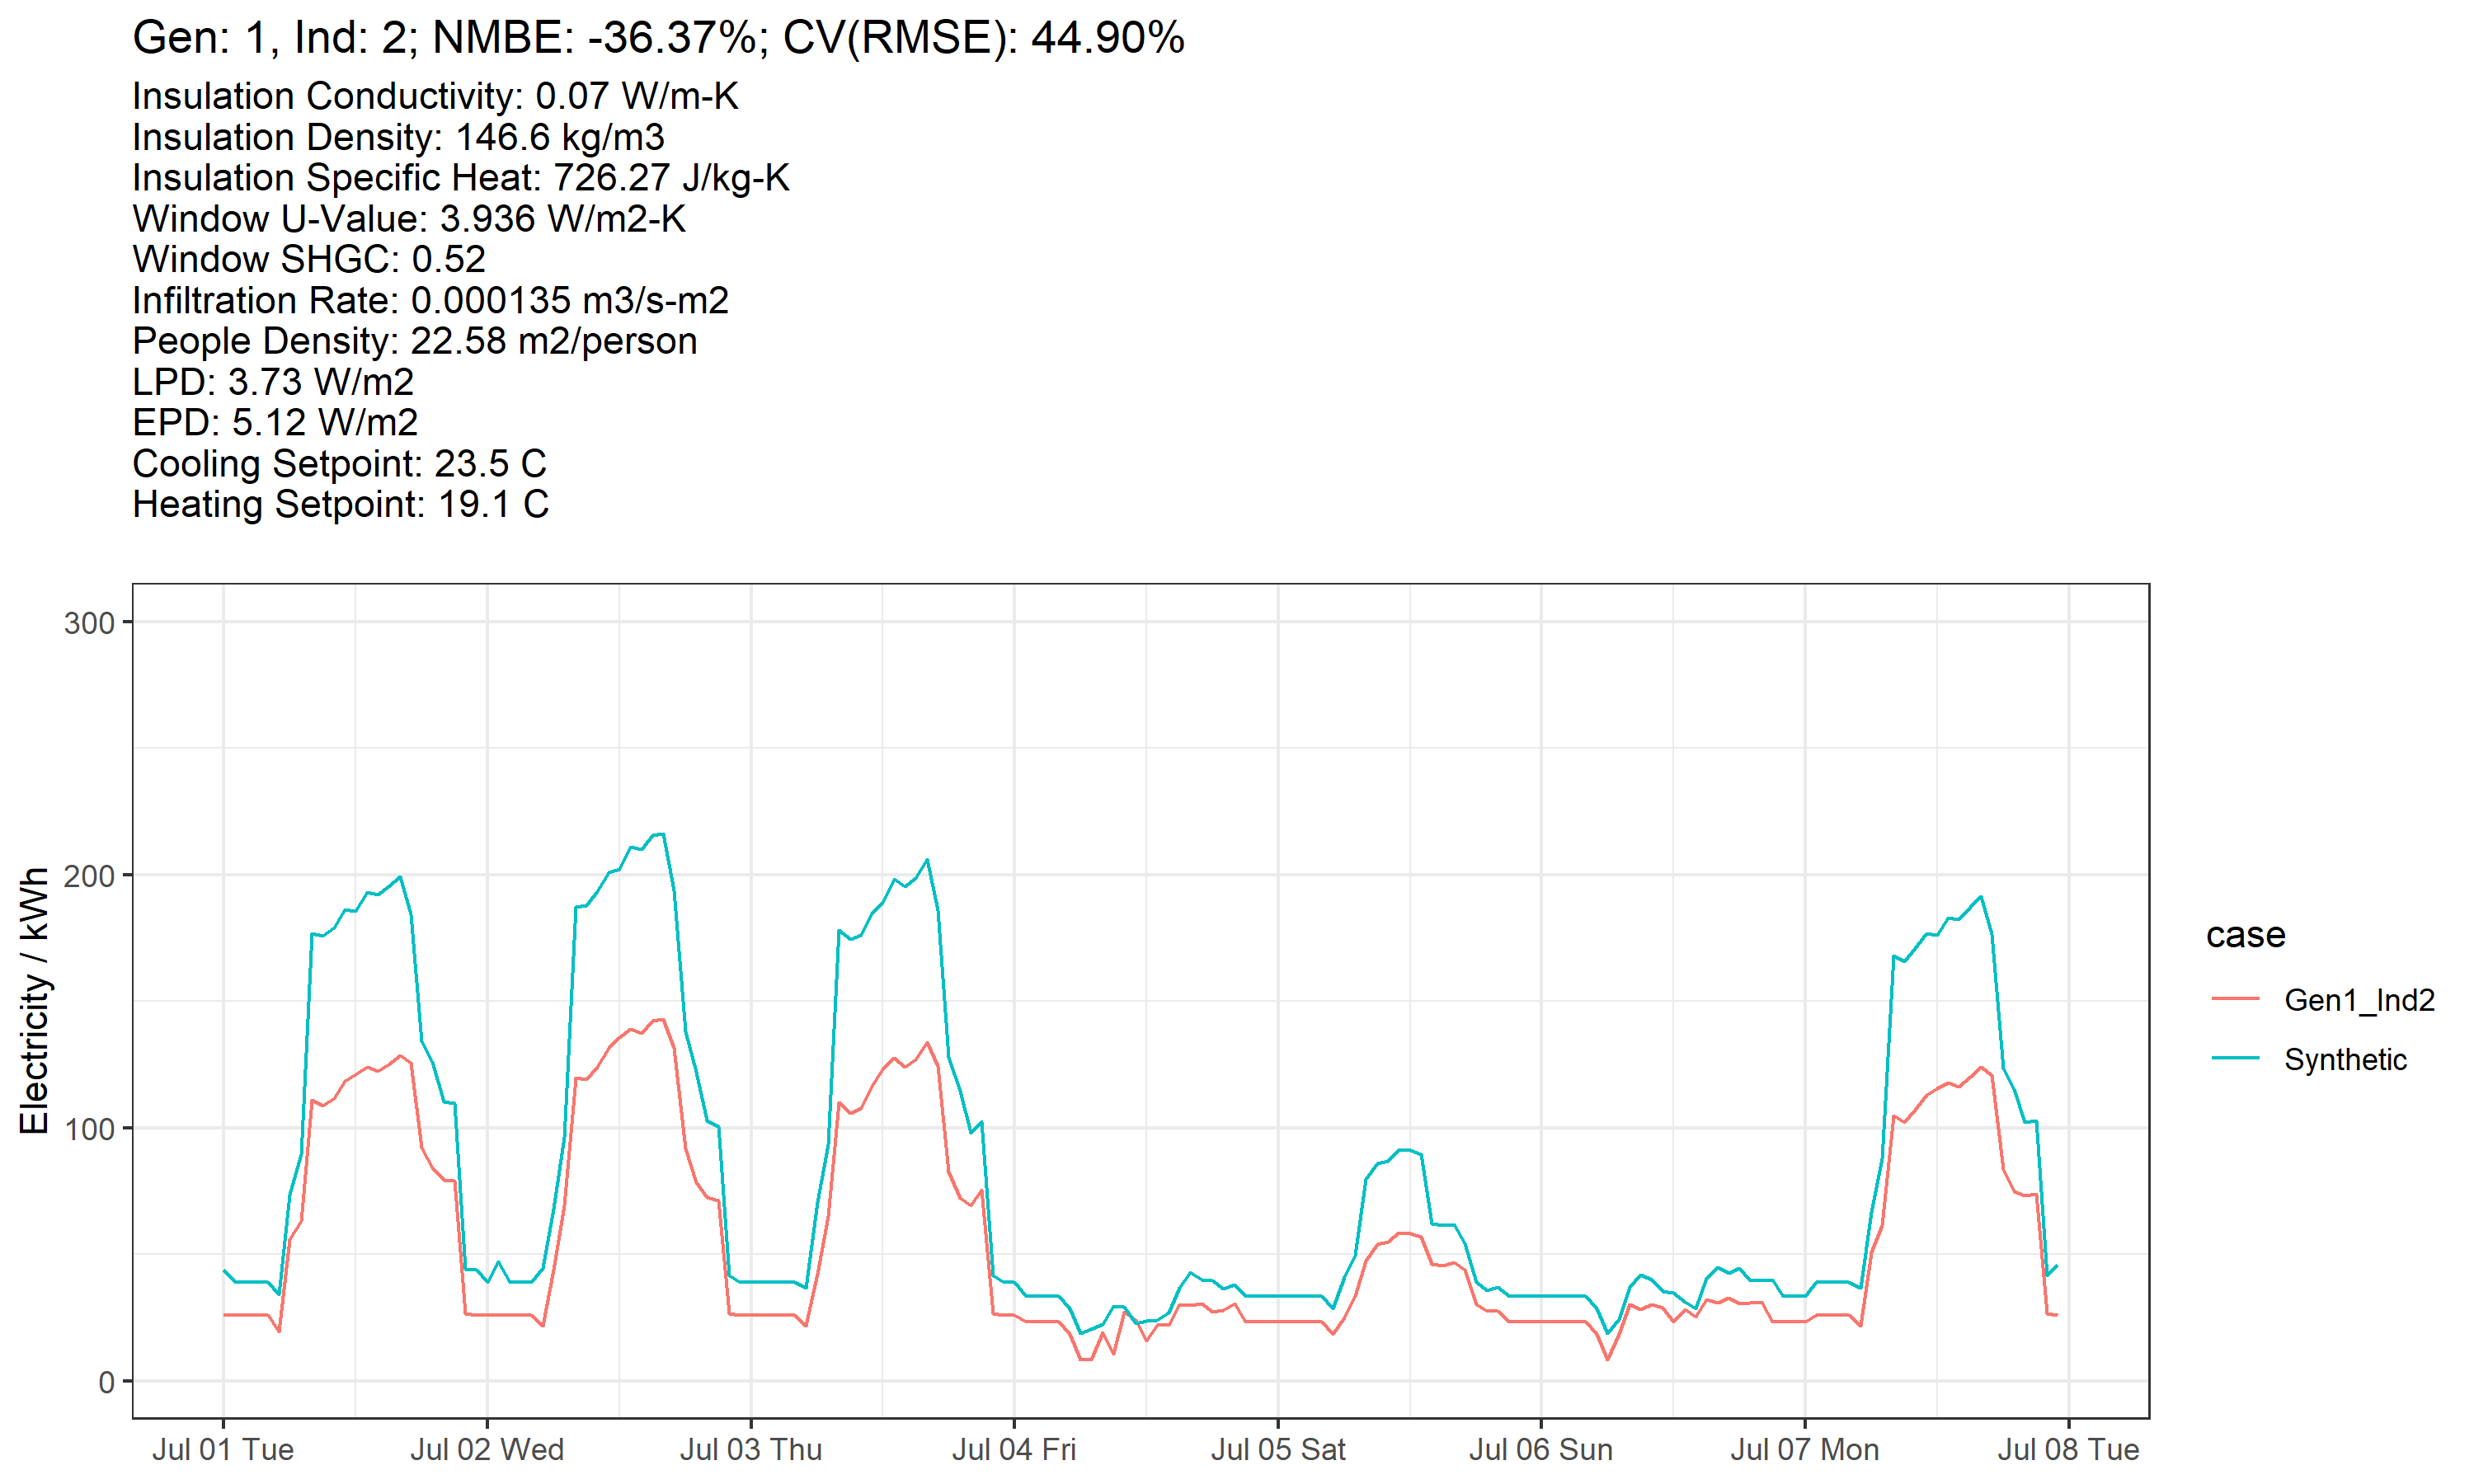 Gen: 1, Ind: 2; NMBE: -36.37%; CV(RMSE): 44.90%
Insulation Conductivity: 0.07 W/m-K
Insulation Density: 146.6 kg/m3
Insulation Specific Heat: 726.27 J/kg-K
Window U-Value: 3.936 W/m2-K
Window SHGC: 0.52
Infiltration Rate: 0.000135 m3/s-m2
People Density: 22.58 m2/person
LPD: 3.73 W/m2
EPD: 5.12 W/m2
Cooling Setpoint: 23.5 C
Heating Setpoint: 19.1 C
300
200
100
0
Electricity / kWh
Jul 01 Tue
Jul 02 Wed
Jul 03 Thu
Jul 04 Fri
Jul 05 Sat
Jul 06 Sun
Jul 07 Mon
Jul 08 Tue
case
Gen1_Ind2
Synthetic